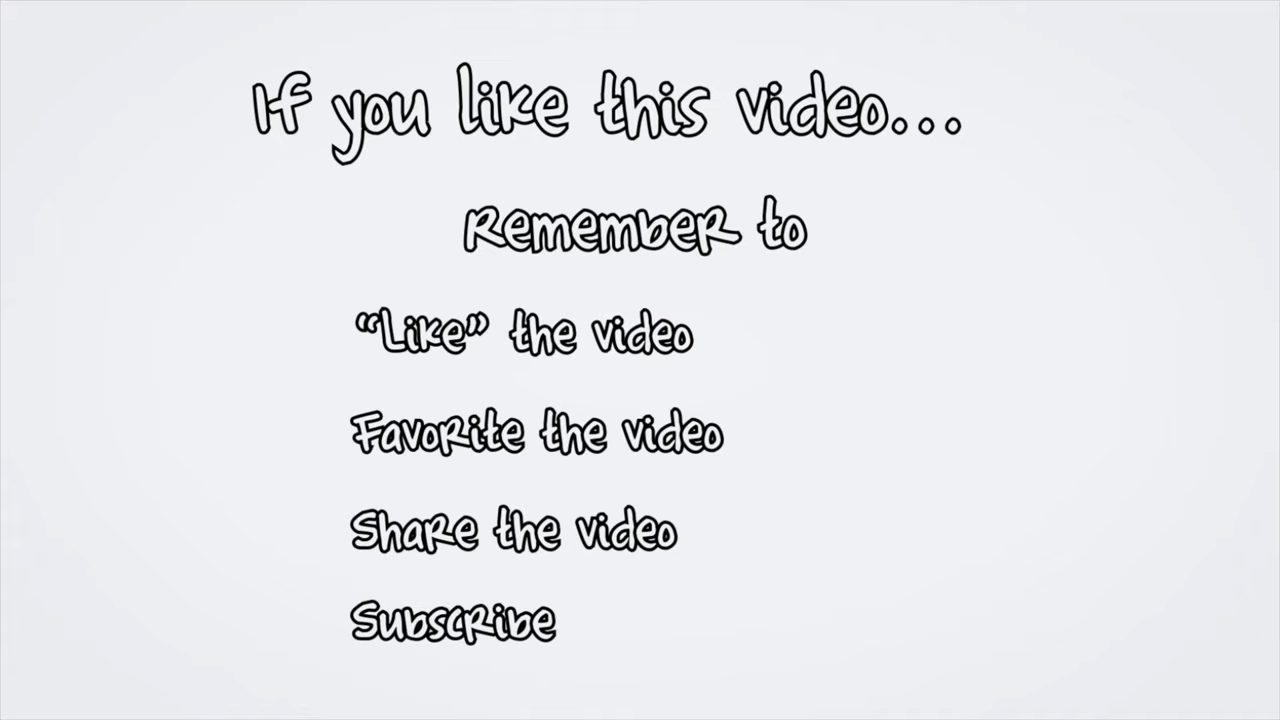 If you like this video...
Remember to
“Like” the video
Favorite the video
Share the video
Subscribe